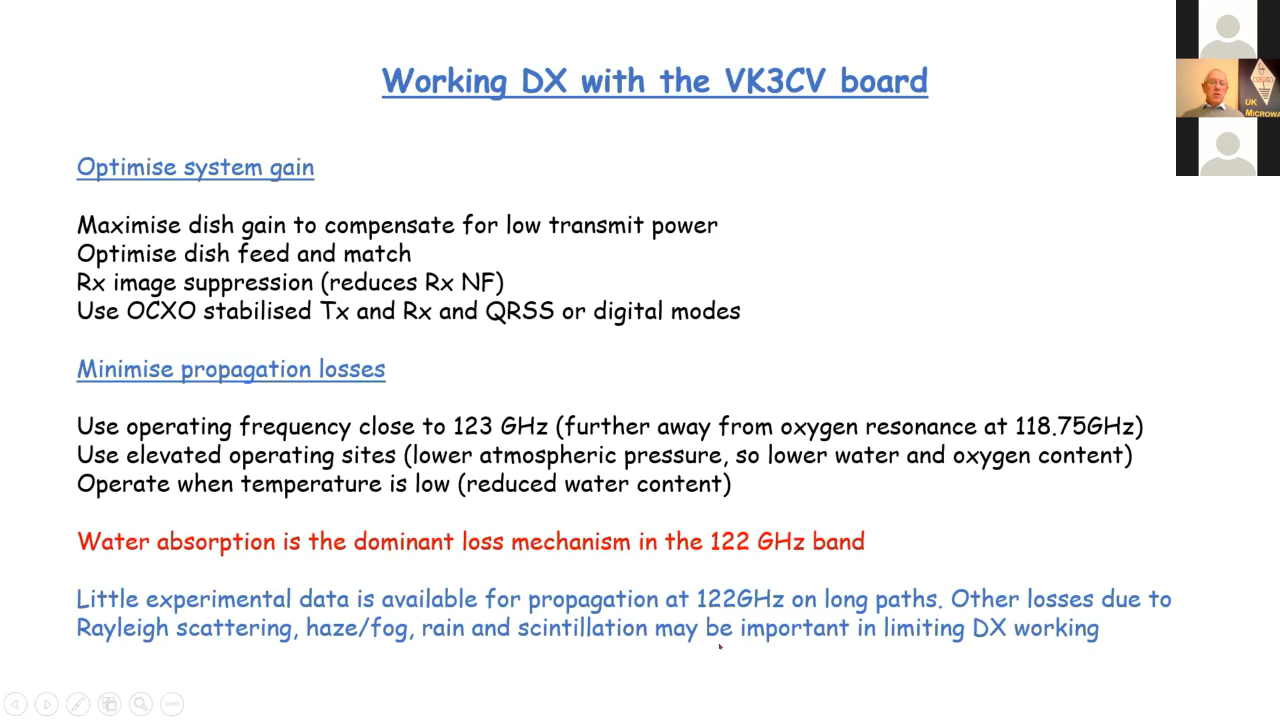 Working DX with the VK3CV board
Optimise system gain
Maximise dish gain to compensate for low transmit power
Optimise dish feed and match
Rx image suppression (reduces Rx NF)
Use OCXO stabilised Tx and Rx and QRSS or digital modes
Minimise propagation losses
Use operating frequency close to 123 GHz (further away from oxygen resonance at 118.75GHz)
Use elevated operating sites (lower atmospheric pressure, so lower water and oxygen content)
Operate when temperature is low (reduced water content)
Water absorption is the dominant loss mechanism in the 122 GHz band
Little experimental data is available for propagation at 122GHz on long paths. Other losses due to
Rayleigh scattering, haze/fog, rain and scintillation may be important in limiting DX working
UK